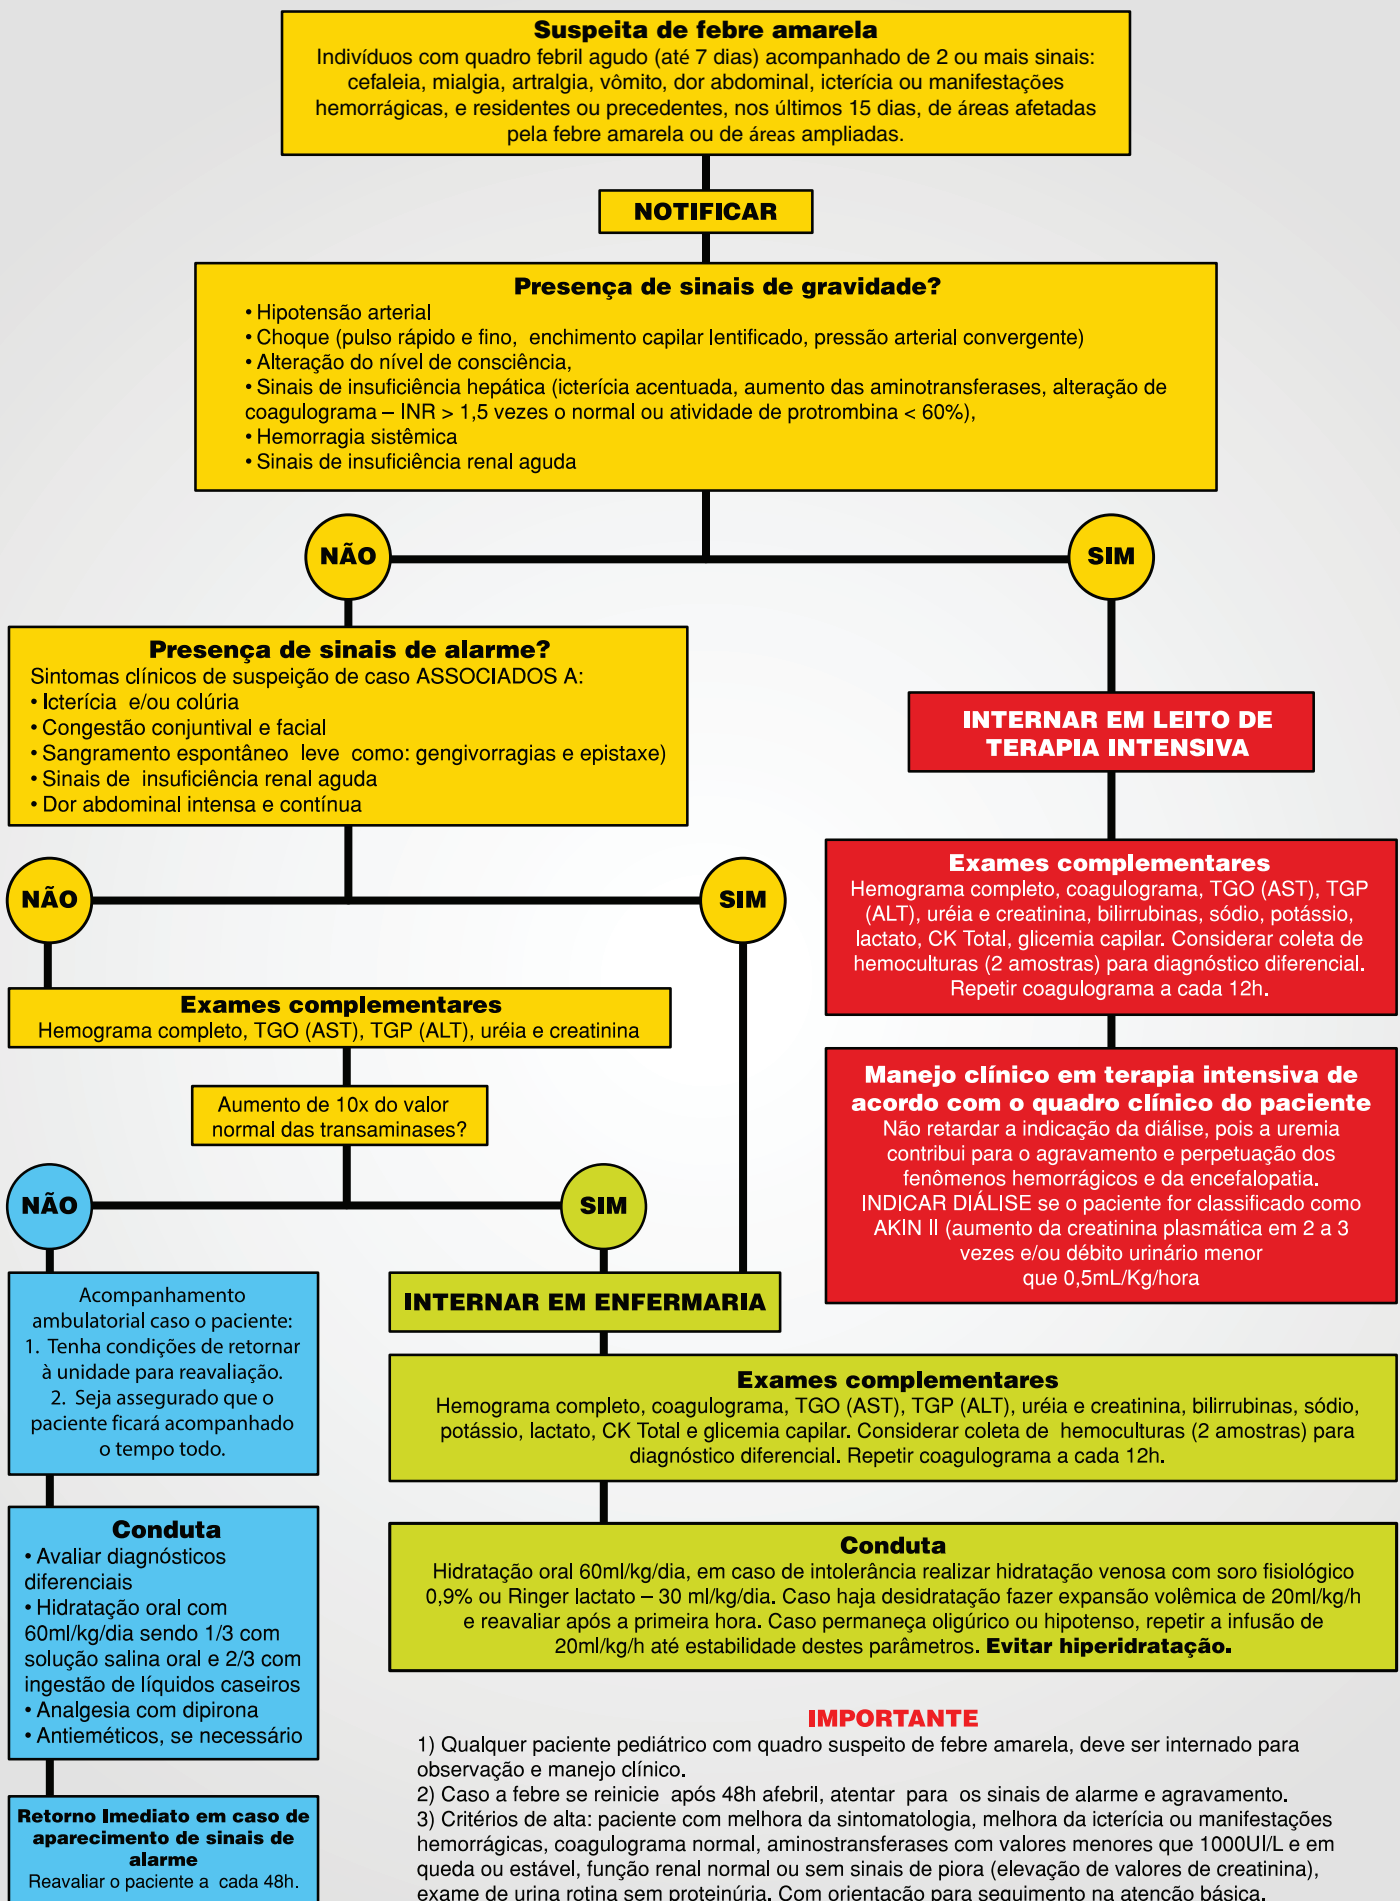 Suspeita de febre amarela
Indivíduos com quadro febril agudo (até 7 dias) acompanhado de 2 ou mais sinais:
cefaleia, mialgia, artralgia, vômito, dor abdominal, icterícia ou manifestações
hemorrágicas, e residentes ou precedentes, nos últimos 15 dias, de áreas afetadas
pela febre amarela ou de áreas ampliadas.
NOTIFICAR
Presença de sinais de gravidade?
• Hipotensão arterial
• Choque (pulso rápido e fino, enchimento capilar lentificado, pressão arterial convergente)
• Alteração do nível de consciência,
• Sinais de insuficiência hepática (icterícia acentuada, aumento das aminotransferases, alteração de
coagulograma – INR > 1,5 vezes o normal ou atividade de protrombina < 60%),
• Hemorragia sistêmica
• Sinais de insuficiência renal aguda
NÃO
SIM
Presença de sinais de alarme?
Sintomas clínicos de suspeição de caso ASSOCIADOS A:
• Icterícia e/ou colúria
• Congestão conjuntival e facial
• Sangramento espontâneo leve como: gengivorragias e epistaxe)
• Sinais de insuficiência renal aguda
• Dor abdominal intensa e contínua
INTERNAR EM LEITO DE
TERAPIA INTENSIVA
NÃO
SIM
Exames complementares
Hemograma completo, coagulograma, TGO (AST), TGP
(ALT), uréia e creatinina, bilirrubinas, sódio, potássio,
lactato, CK Total, glicemia capilar. Considerar coleta de
hemoculturas (2 amostras) para diagnóstico diferencial.
Repetir coagulograma a cada 12h.
Exames complementares
Hemograma completo, TGO (AST), TGP (ALT), uréia e creatinina
Manejo clínico em terapia intensiva de
acordo com o quadro clínico do paciente
Não retardar a indicação da diálise, pois a uremia
contribui para o agravamento e perpetuação dos
fenômenos hemorrágicos e da encefalopatia.
INDICAR DIÁLISE se o paciente for classificado como
AKIN II (aumento da creatinina plasmática em 2 a 3
vezes e/ou débito urinário menor
que 0,5mL/Kg/hora
Aumento de 10x do valor
normal das transaminases?
NÃO
SIM
Acompanhamento
ambulatorial caso o paciente:
1. Tenha condições de retornar
à unidade para reavaliação.
2. Seja assegurado que o
paciente ficará acompanhado
o tempo todo.
INTERNAR EM ENFERMARIA
Exames complementares
Hemograma completo, coagulograma, TGO (AST), TGP (ALT), uréia e creatinina, bilirrubinas, sódio,
potássio, lactato, CK Total e glicemia capilar. Considerar coleta de hemoculturas (2 amostras) para
diagnóstico diferencial. Repetir coagulograma a cada 12h.
Conduta
• Avaliar diagnósticos
diferenciais
• Hidratação oral com
60ml/kg/dia sendo 1/3 com
solução salina oral e 2/3 com
ingestão de líquidos caseiros
• Analgesia com dipirona
• Antieméticos, se necessário
Conduta
Hidratação oral 60ml/kg/dia, em caso de intolerância realizar hidratação venosa com soro fisiológico
0,9% ou Ringer lactato – 30 ml/kg/dia. Caso haja desidratação fazer expansão volêmica de 20ml/kg/h
e reavaliar após a primeira hora. Caso permaneça oligúrico ou hipotenso, repetir a infusão de
20ml/kg/h até estabilidade destes parâmetros. Evitar hiperidratação.
Retorno Imediato em caso de
aparecimento de sinais de
alarme
Reavaliar o paciente a cada 48h.
IMPORTANTE
1) Qualquer paciente pediátrico com quadro suspeito de febre amarela, deve ser internado para
observação e manejo clínico.
2) Caso a febre se reinicie após 48h afebril, atentar para os sinais de alarme e agravamento.
3) Critérios de alta: paciente com melhora da sintomatologia, melhora da icterícia ou manifestações
hemorrágicas, coagulograma normal, aminostransferases com valores menores que 1000UI/L e em
queda ou estável, função renal normal ou sem sinais de piora (elevação de valores de creatinina),
exame de urina rotina sem proteinúria. Com orientação para seguimento na atenção básica.